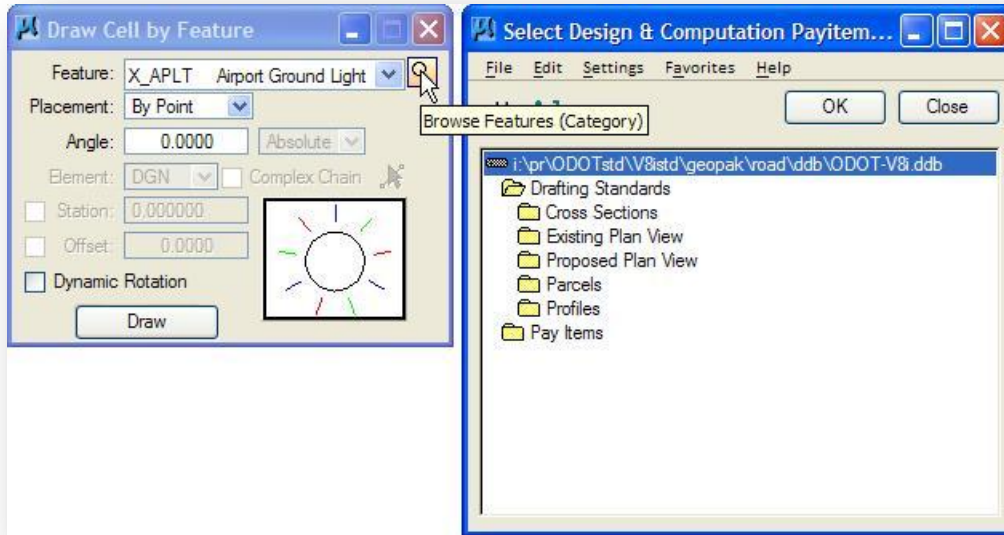 Draw Cell by Feature
Feature: X_APLT Airport Ground Light
Placement: By Point
Browse Features (Category)
Angle: 0.0000 Absolute
Element: DGN Complex Chain
Station: 0.000000
Offset: 0.0000
Dynamic Rotation
Draw
Select Design & Computation Payitem...
File Edit Settings Favorites Help
OK Close
i:\pr\ODOTstd\V8istd\geopak\road\ddb\ODOT-V8i.ddb
Drafting Standards
Cross Sections
Existing Plan View
Proposed Plan View
Parcels
Profiles
Pay Items